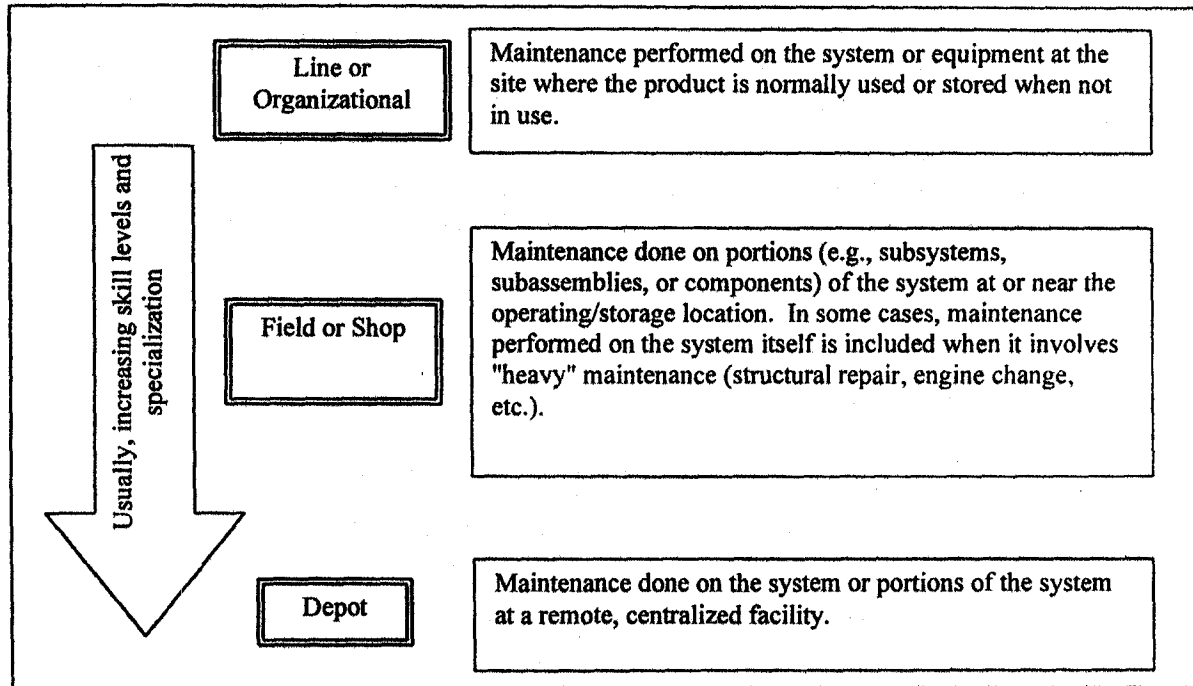 Line or
Organizational
Maintenance performed on the system or equipment at the
site where the product is normally used or stored when not
in use.
Usually, increasing skill levels and
specialization
Field or Shop
Maintenance done on portions (e.g., subsystems,
subassemblies, or components) of the system at or near the
operating/storage location. In some cases, maintenance
performed on the system itself is included when it involves
"heavy" maintenance (structural repair, engine change,
etc.).
Depot
Maintenance done on the system or portions of the system
at a remote, centralized facility.